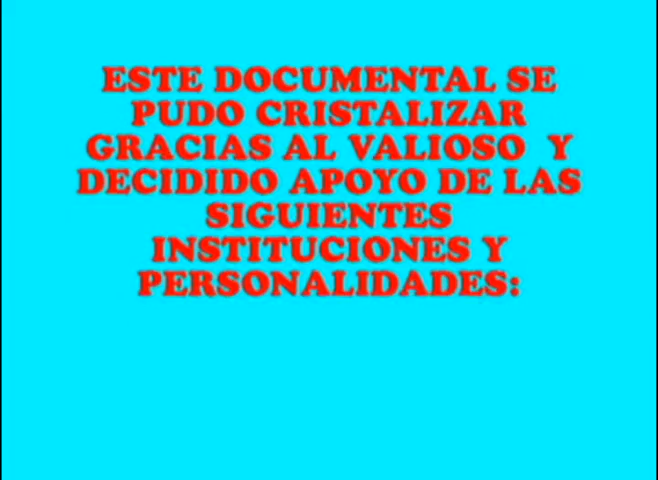 ESTE DOCUMENTAL SE
PUDO CRISTALIZAR
GRACIAS AL VALIOSO Y
DECIDIDO APOYO DE LAS
SIGUIENTES
INSTITUCIONES Y
PERSONALIDADES: